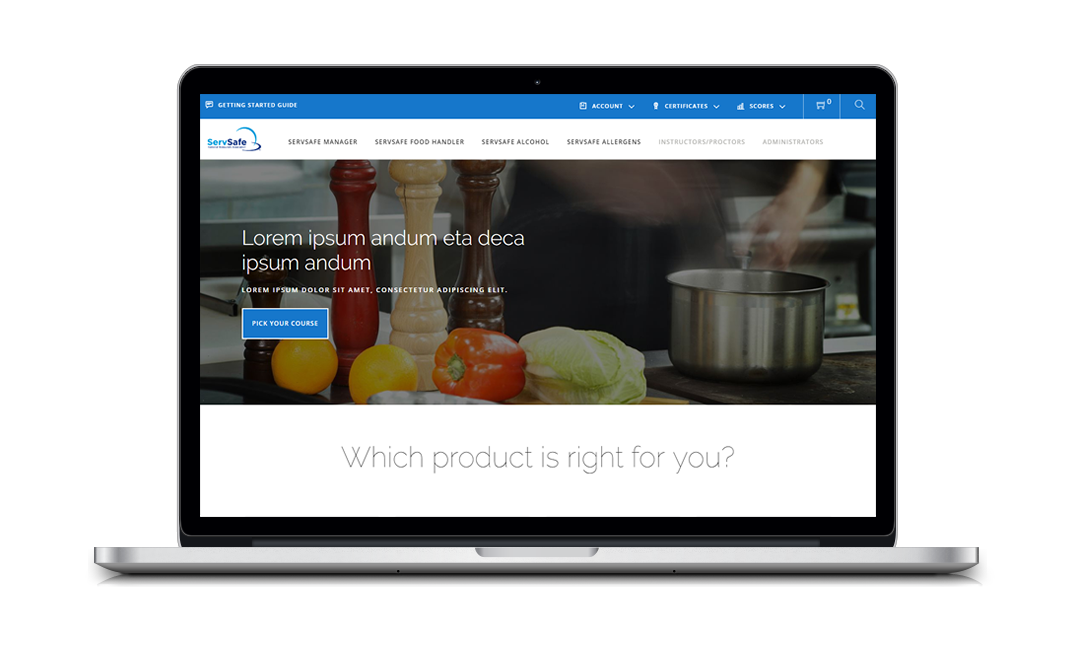 GETTING STARTED GUIDE
ACCOUNT
CERTIFICATES
SCORES
0
ServSafe
SERVSAFE MANAGER
SERVSAFE FOOD HANDLER
SERVSAFE ALCOHOL
SERVSAFE ALLERGENS
INSTRUCTORS/PROCTORS
ADMINISTRATORS
Lorem ipsum andum eta deca
ipsum andum
LOREM IPSUM DOLOR SIT AMET, CONSECTETUR ADIPISCING ELIT.
PICK YOUR COURSE
Which product is right for you?